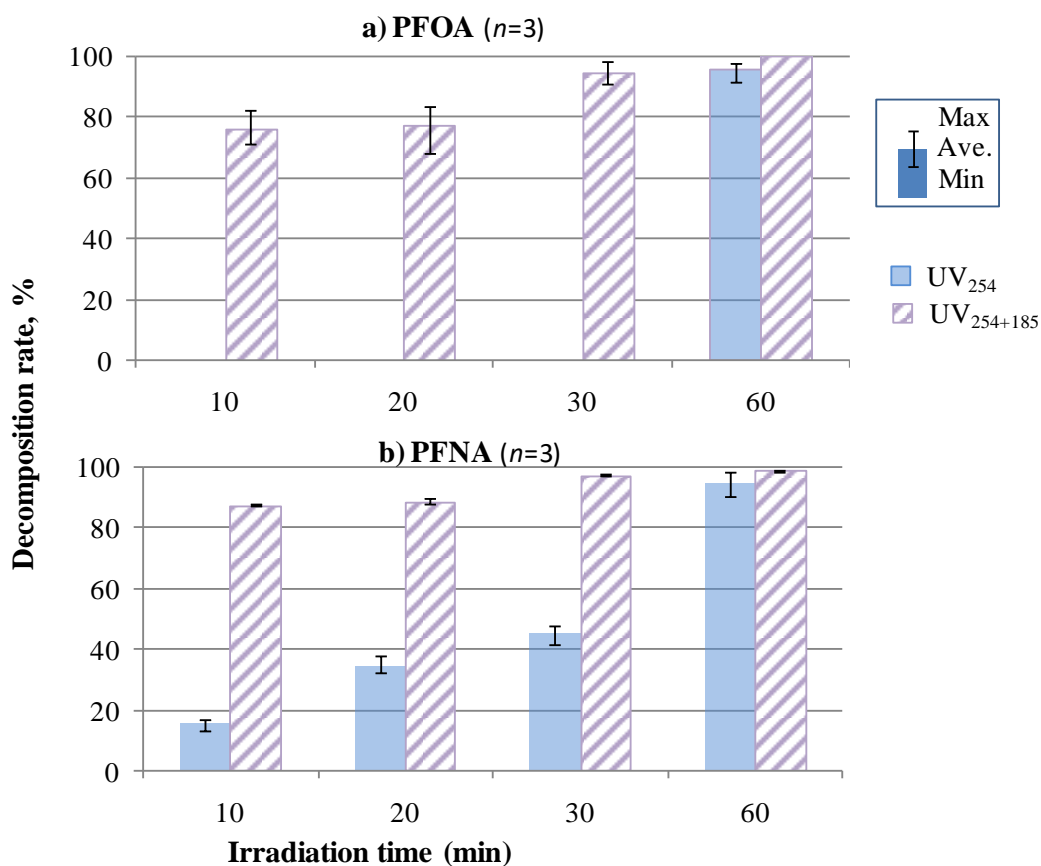 a) PFOA (n=3)
100
80
60
40
20
0
10 20 30 60
Max
Ave.
Min
UV254
UV254+185
Decomposition rate, %
b) PFNA (n=3)
100
80
60
40
20
0
10 20 30 60
Irradiation time (min)